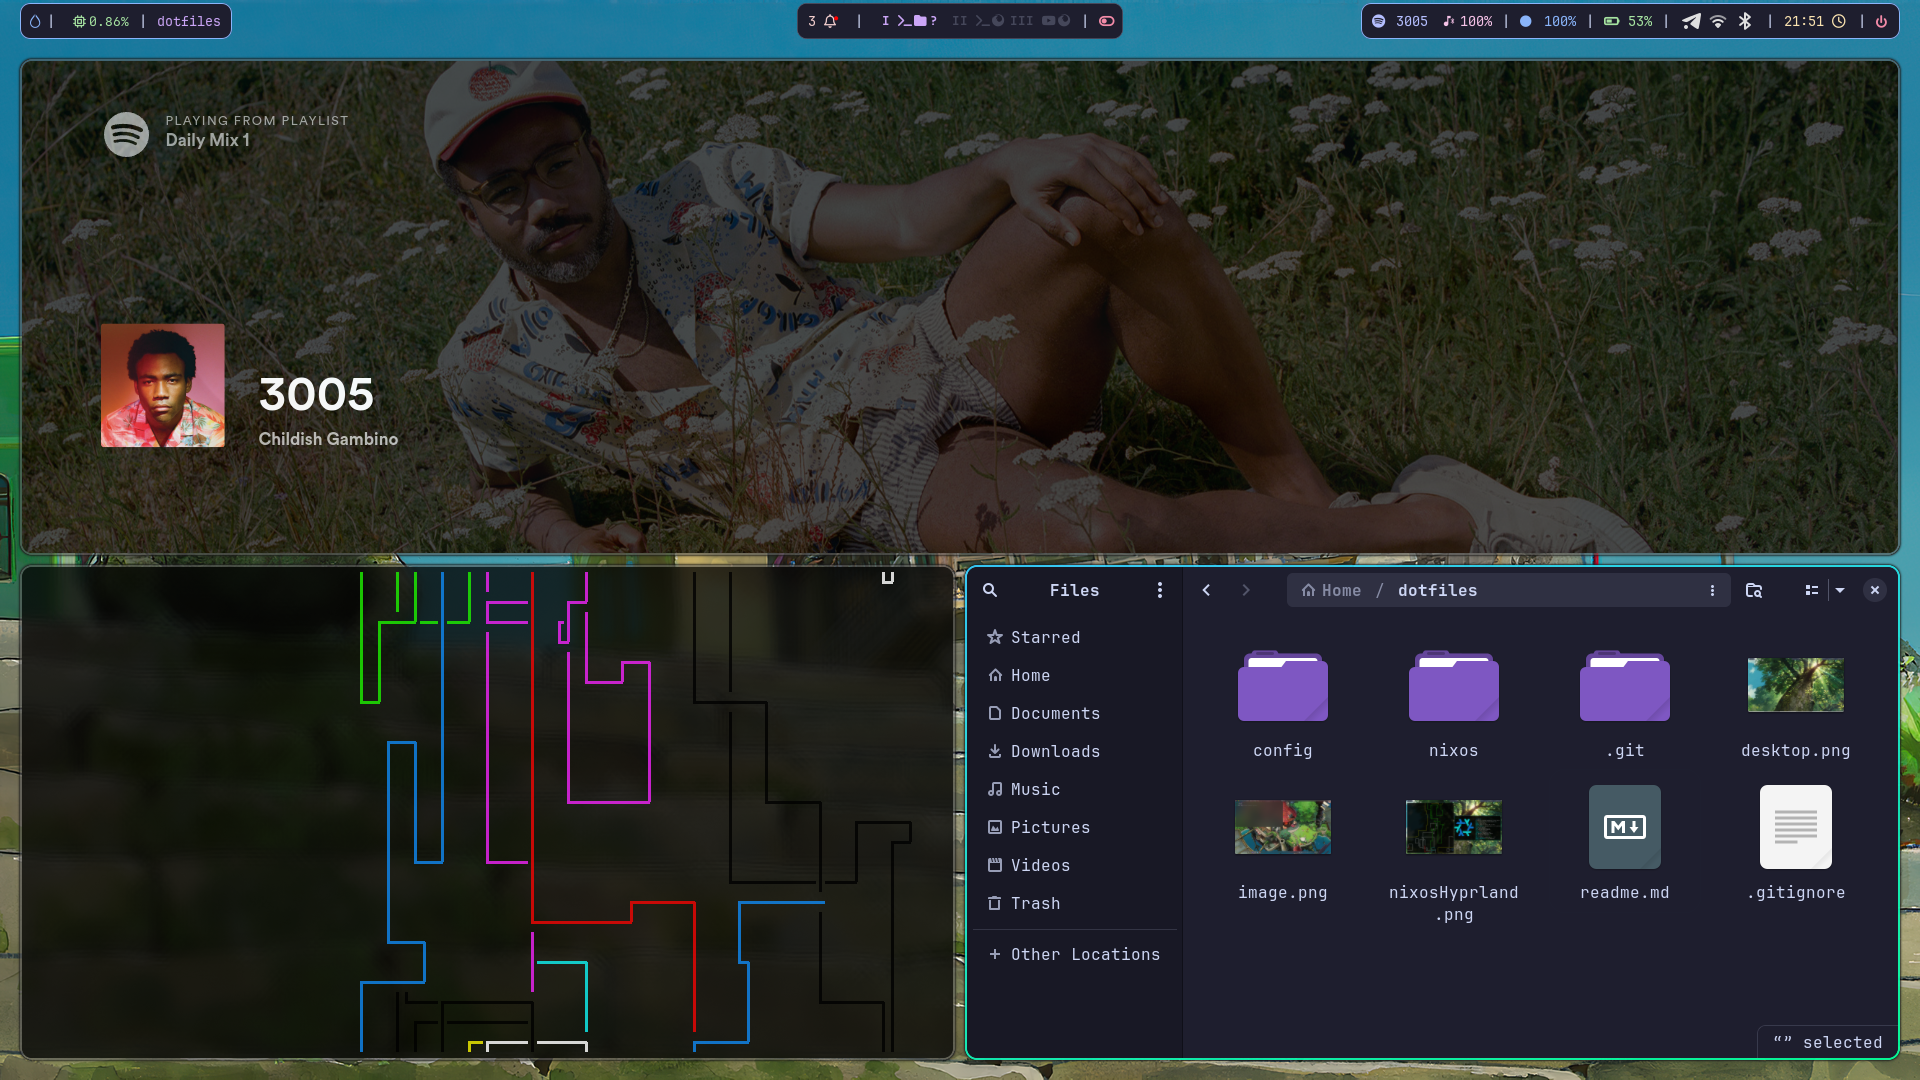 | 0.86% | dotfiles
3 | I ? II III |
3005 100% | 100% | 53% | | 21:51 |
PLAYING FROM PLAYLIST
Daily Mix 1
3005
Childish Gambino
Files
Home / dotfiles
Starred
Home
Documents
Downloads
Music
Pictures
Videos
Trash
+ Other Locations
config
nixos
.git
desktop.png
image.png
nixosHyprland
.png
M
readme.md
.gitignore
“” selected